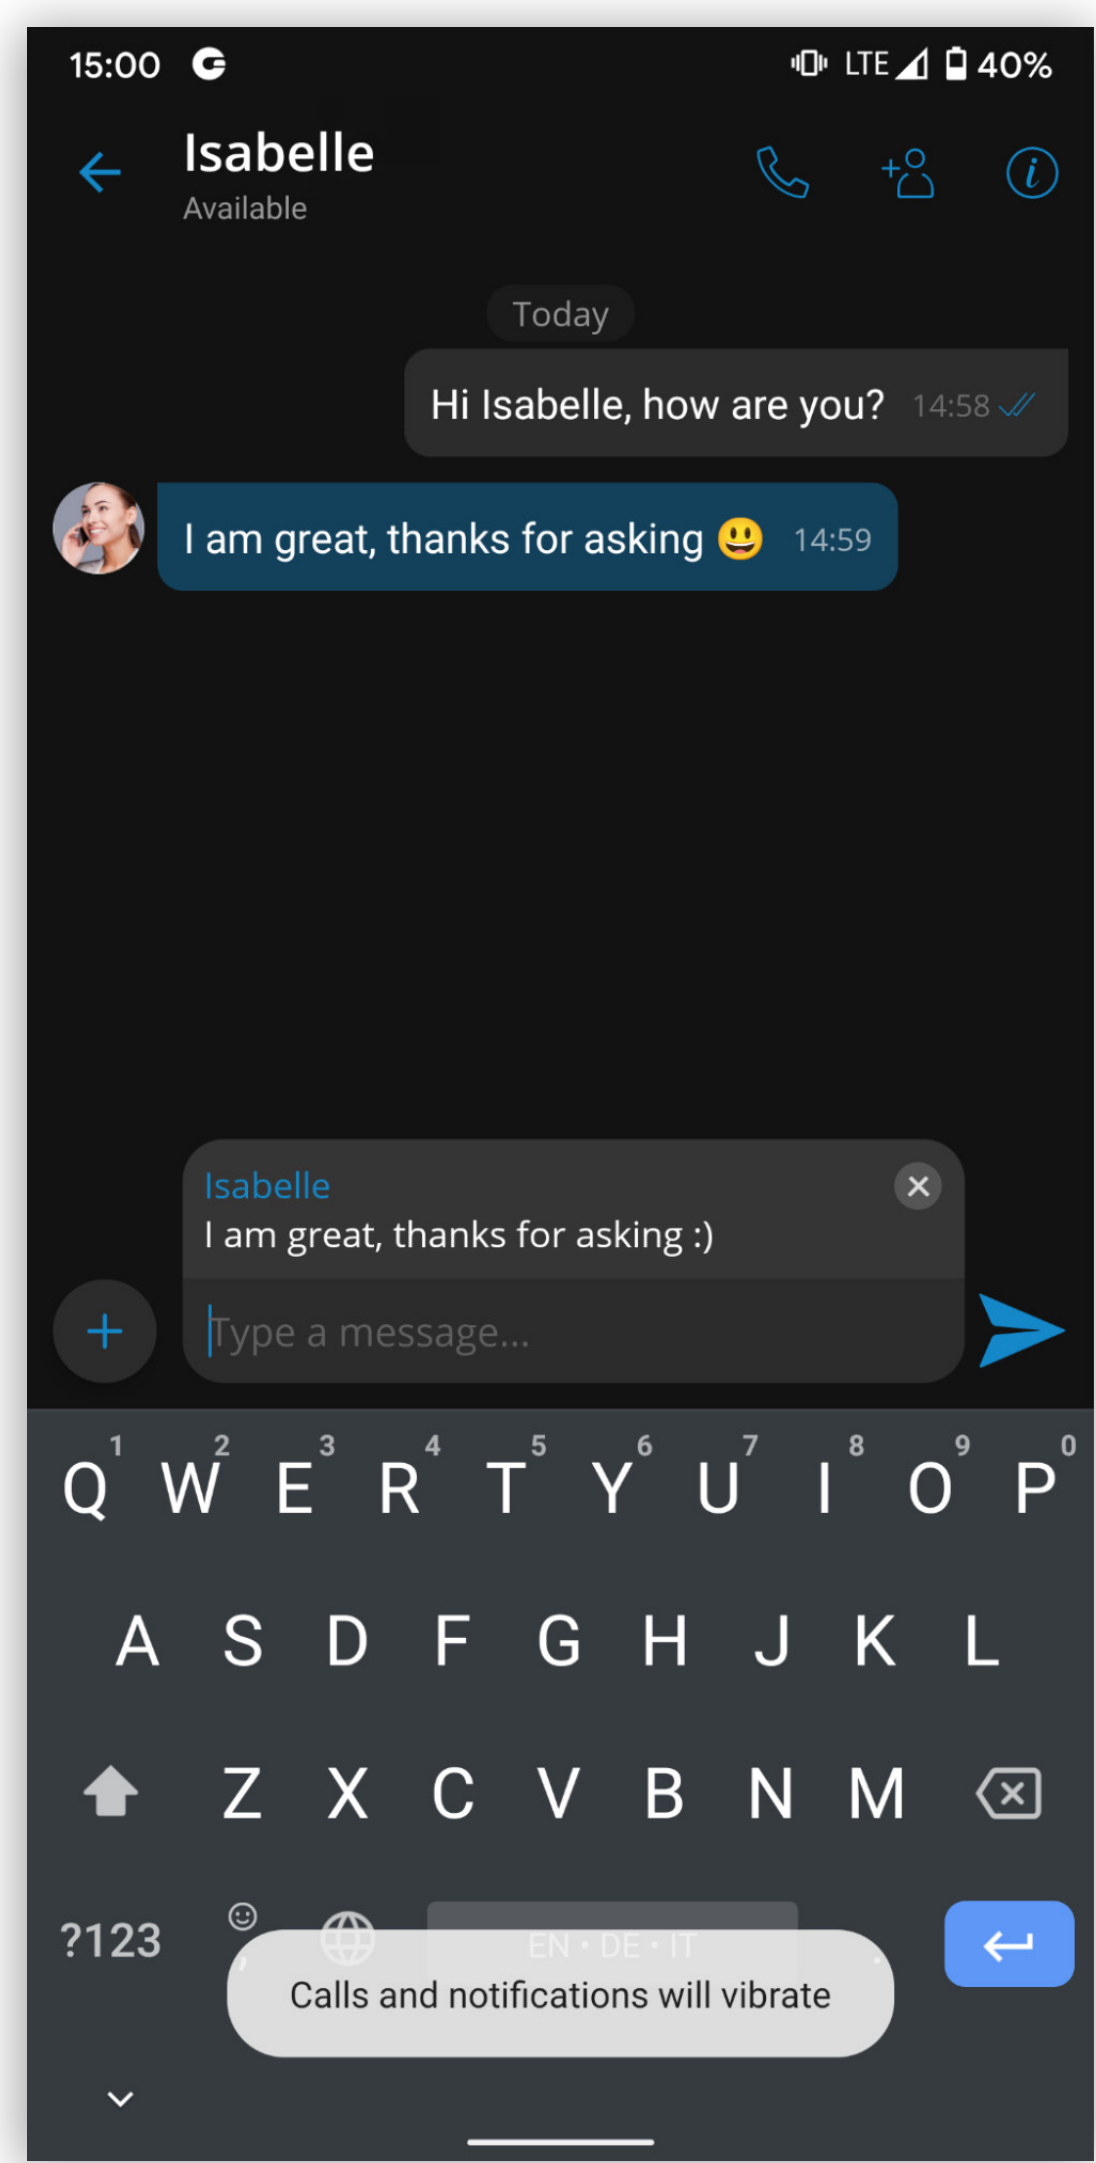 15:00 G LTE 40%
Isabelle
Available
Today
Hi Isabelle, how are you? 14:58
I am great, thanks for asking 😃 14:59
Isabelle
I am great, thanks for asking :)
Type a message...
1 2 3 4 5 6 7 8 9 0
Q W E R T Y U I O P
A S D F G H J K L
Z X C V B N M
?123 , EN • DE • IT .
Calls and notifications will vibrate